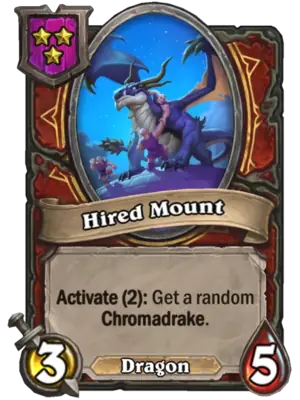 Hired Mount
Activate (2): Get a random
Chromadrake.
3
Dragon
5